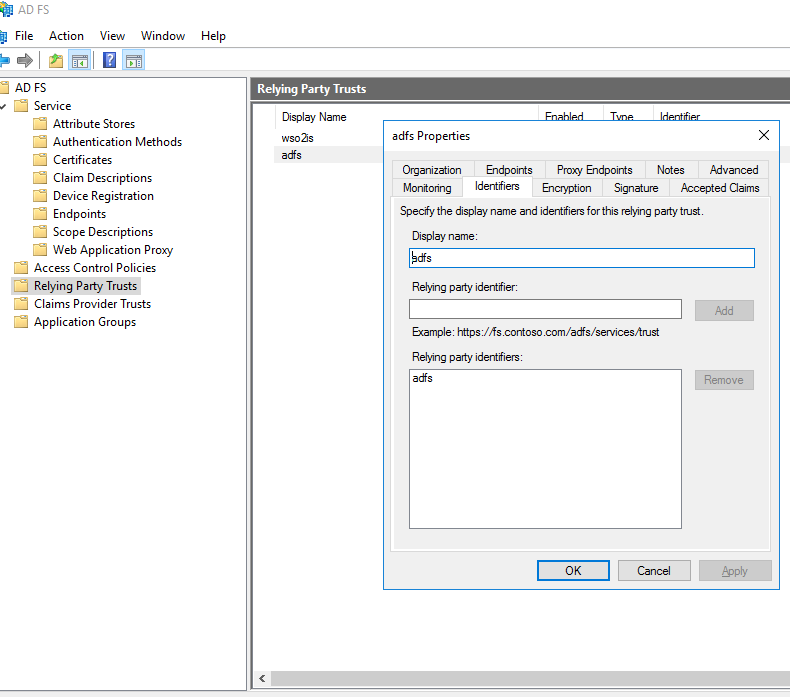 AD FS
File Action View Window Help
AD FS
Service
Attribute Stores
Authentication Methods
Certificates
Claim Descriptions
Device Registration
Endpoints
Scope Descriptions
Web Application Proxy
Access Control Policies
Relying Party Trusts
Claims Provider Trusts
Application Groups
Relying Party Trusts
Display Name Enabled Type Identifier
wso2is
adfs
adfs Properties
Organization Endpoints Proxy Endpoints Notes Advanced
Monitoring Identifiers Encryption Signature Accepted Claims
Specify the display name and identifiers for this relying party trust.
Display name:
adfs
Relying party identifier:
Add
Example: https://fs.contoso.com/adfs/services/trust
Relying party identifiers:
adfs
Remove
OK Cancel Apply